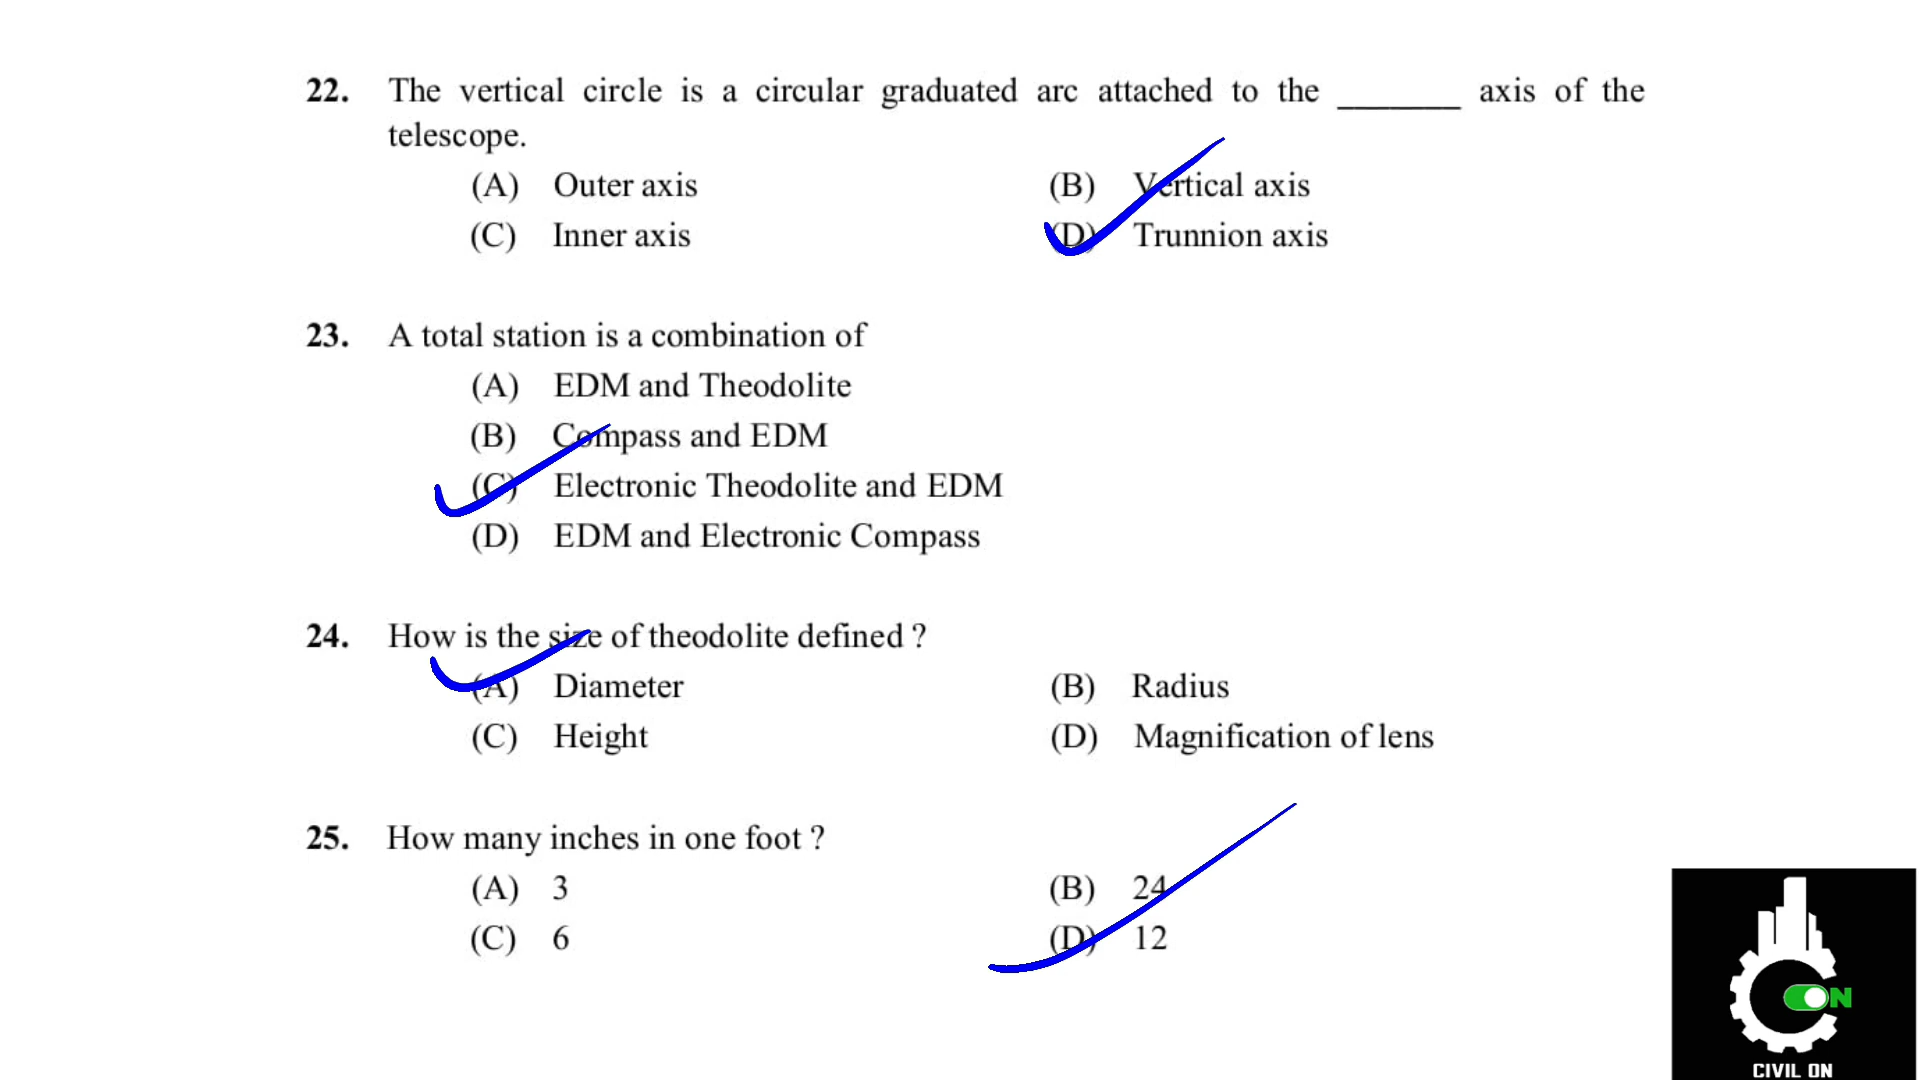 22. The vertical circle is a circular graduated arc attached to the _______ axis of the
telescope.
(A) Outer axis (B) Vertical axis
(C) Inner axis (D) Trunnion axis
23. A total station is a combination of
(A) EDM and Theodolite
(B) Compass and EDM
(C) Electronic Theodolite and EDM
(D) EDM and Electronic Compass
24. How is the size of theodolite defined ?
(A) Diameter (B) Radius
(C) Height (D) Magnification of lens
25. How many inches in one foot ?
(A) 3 (B) 24
(C) 6 (D) 12
ON
CIVIL ON